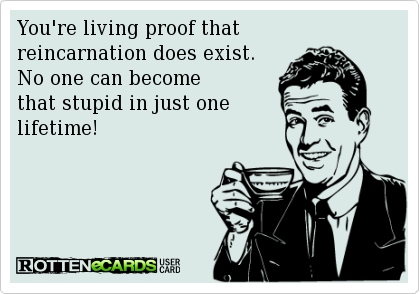 You're living proof that
reincarnation does exist.
No one can become
that stupid in just one
lifetime!
ROTTENeCARDS USER
CARD